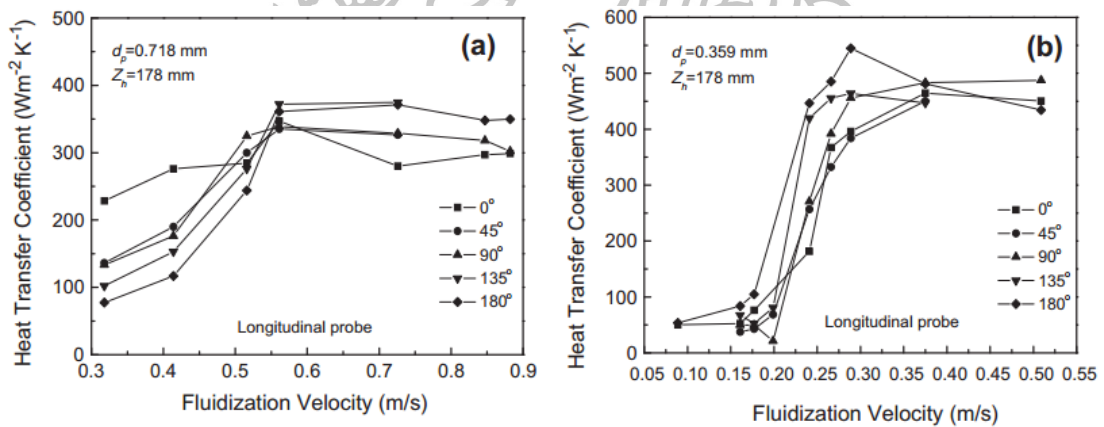 (a)
d_p=0.718 mm
Z_h=178 mm
Heat Transfer Coefficient (Wm⁻² K⁻¹)
500
400
300
200
100
0
0°
45°
90°
135°
180°
Longitudinal probe
0.3 0.4 0.5 0.6 0.7 0.8 0.9
Fluidization Velocity (m/s)
(b)
d_p=0.359 mm
Z_h=178 mm
Heat Transfer Coefficient (Wm⁻² K⁻¹)
600
500
400
300
200
100
0
0°
45°
90°
135°
180°
Longitudinal probe
0.05 0.10 0.15 0.20 0.25 0.30 0.35 0.40 0.45 0.50 0.55
Fluidization Velocity (m/s)